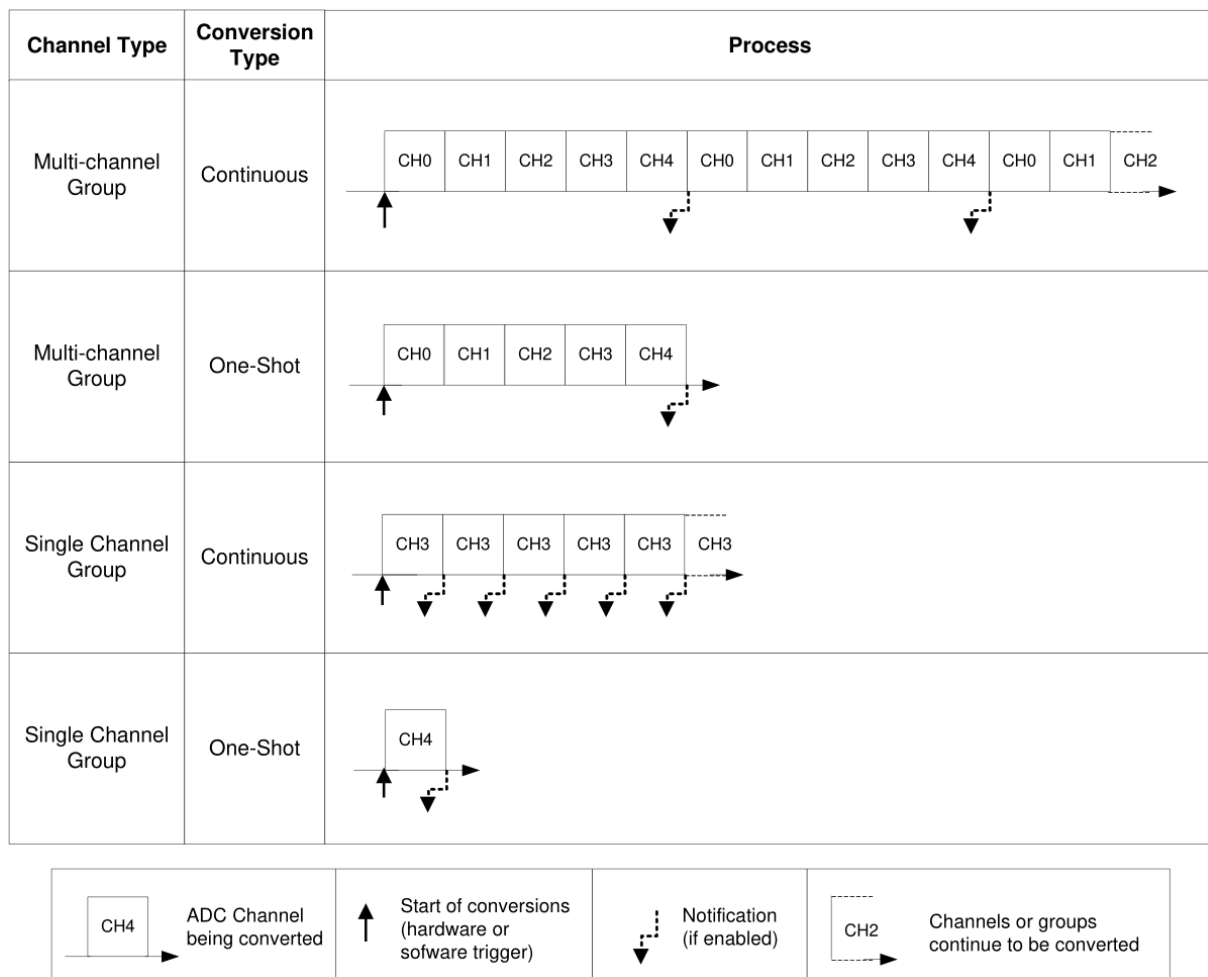 Channel Type
Conversion
Type
Process
Multi-channel
Group
Continuous
CH0 CH1 CH2 CH3 CH4 CH0 CH1 CH2 CH3 CH4 CH0 CH1 CH2
Multi-channel
Group
One-Shot
CH0 CH1 CH2 CH3 CH4
Single Channel
Group
Continuous
CH3 CH3 CH3 CH3 CH3 CH3
Single Channel
Group
One-Shot
CH4
CH4
ADC Channel
being converted
Start of conversions
(hardware or
sofware trigger)
Notification
(if enabled)
CH2
Channels or groups
continue to be converted